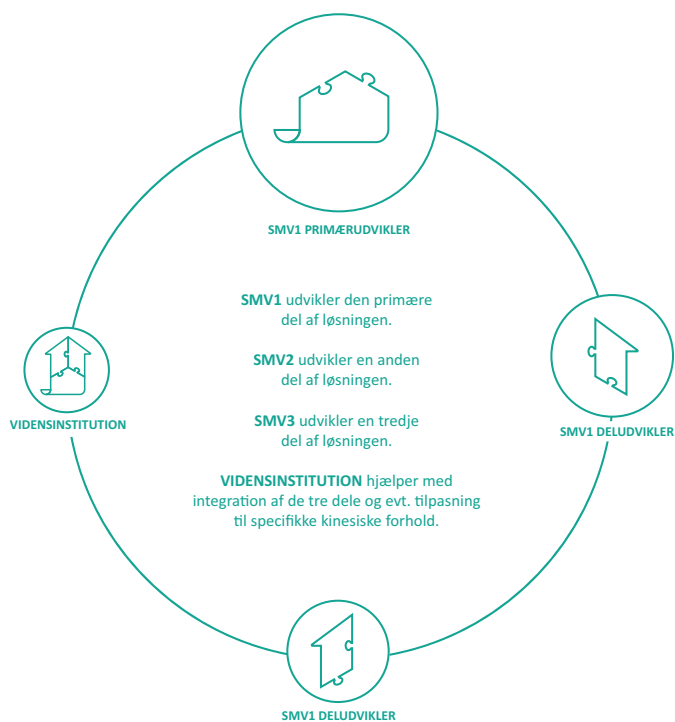 SMV1 PRIMÆRUDVIKLER
SMV1 udvikler den primære
del af løsningen.
SMV2 udvikler en anden
del af løsningen.
SMV3 udvikler en tredje
del af løsningen.
VIDENSINSTITUTION hjælper med
integration af de tre dele og evt. tilpasning
til specifikke kinesiske forhold.
VIDENSINSTITUTION
SMV1 DELUDVIKLER
SMV1 DELUDVIKLER